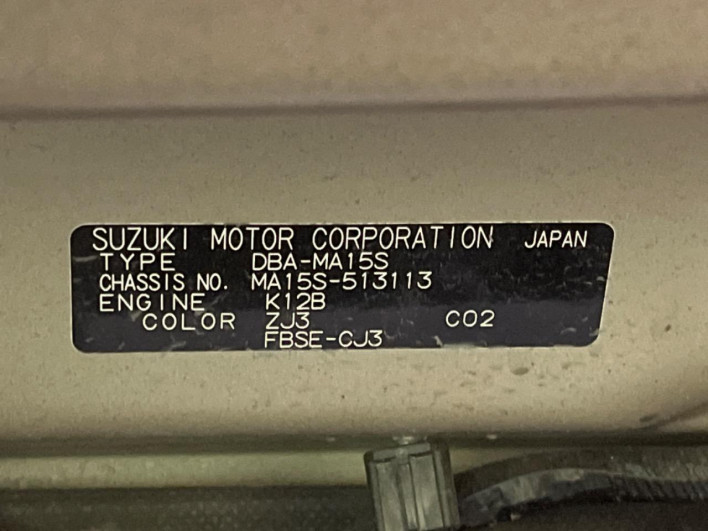 SUZUKI MOTOR CORPORATION JAPAN
TYPE DBA-MA15S
CHASSIS NO. MA15S-513113
ENGINE K12B
COLOR ZJ3 C02
FBSE-CJ3